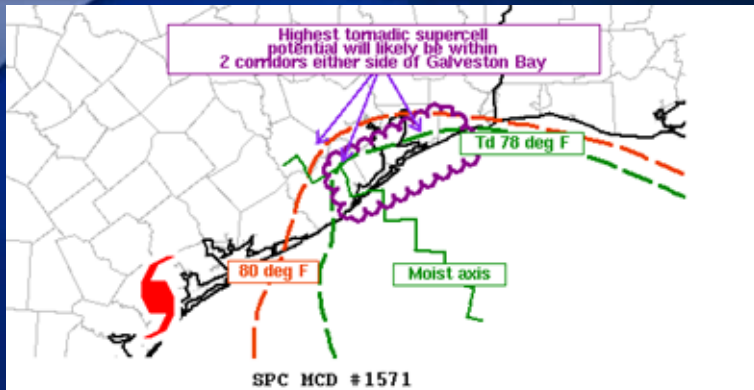 Highest tornadic supercell
potential will likely be within
2 corridors either side of Galveston Bay
Td 78 deg F
80 deg F
Moist axis
SPC MCD #1571